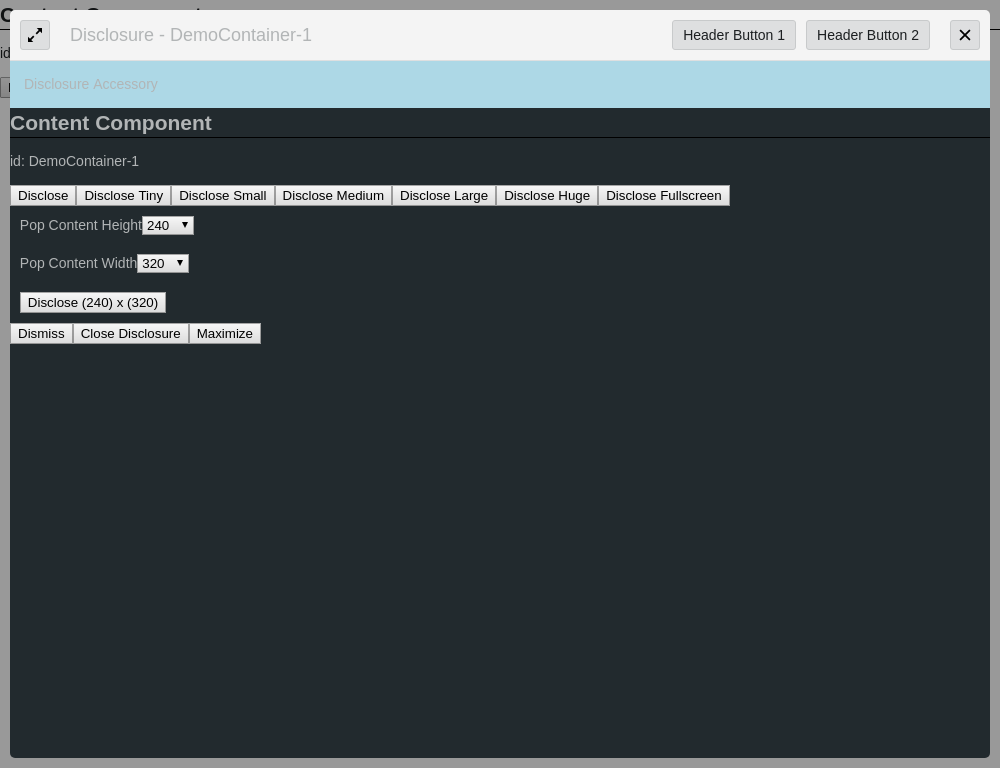 Disclosure - DemoContainer-1
Header Button 1
Header Button 2
Disclosure Accessory
Content Component
id: DemoContainer-1
Disclose Disclose Tiny Disclose Small Disclose Medium Disclose Large Disclose Huge Disclose Fullscreen
Pop Content Height 240
Pop Content Width 320
Disclose (240) x (320)
Dismiss Close Disclosure Maximize
id